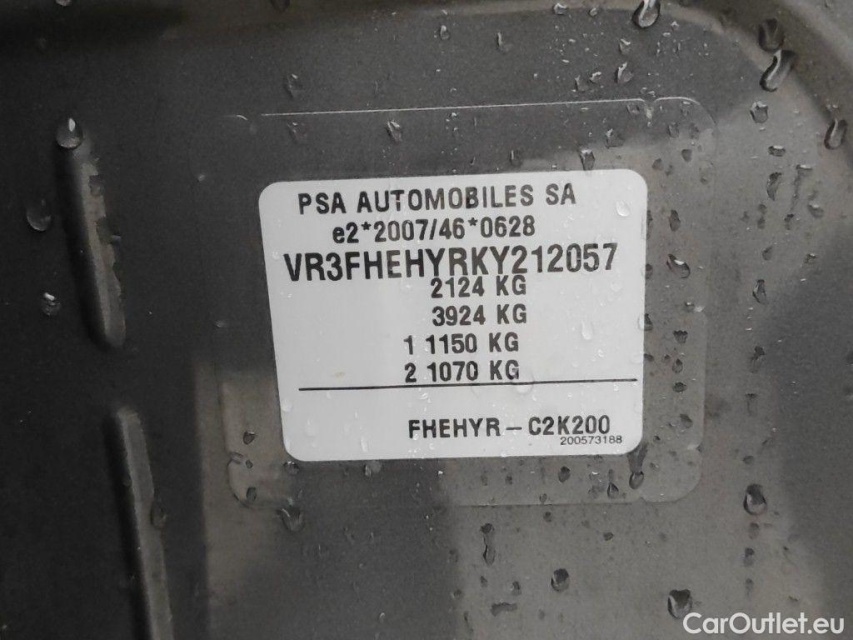 PSA AUTOMOBILES SA
e2*2007/46*0628
VR3FHEHYRKY212057
2124 KG
3924 KG
1 1150 KG
2 1070 KG
FHEHYR - C2K200
200573188
CarOutlet.eu